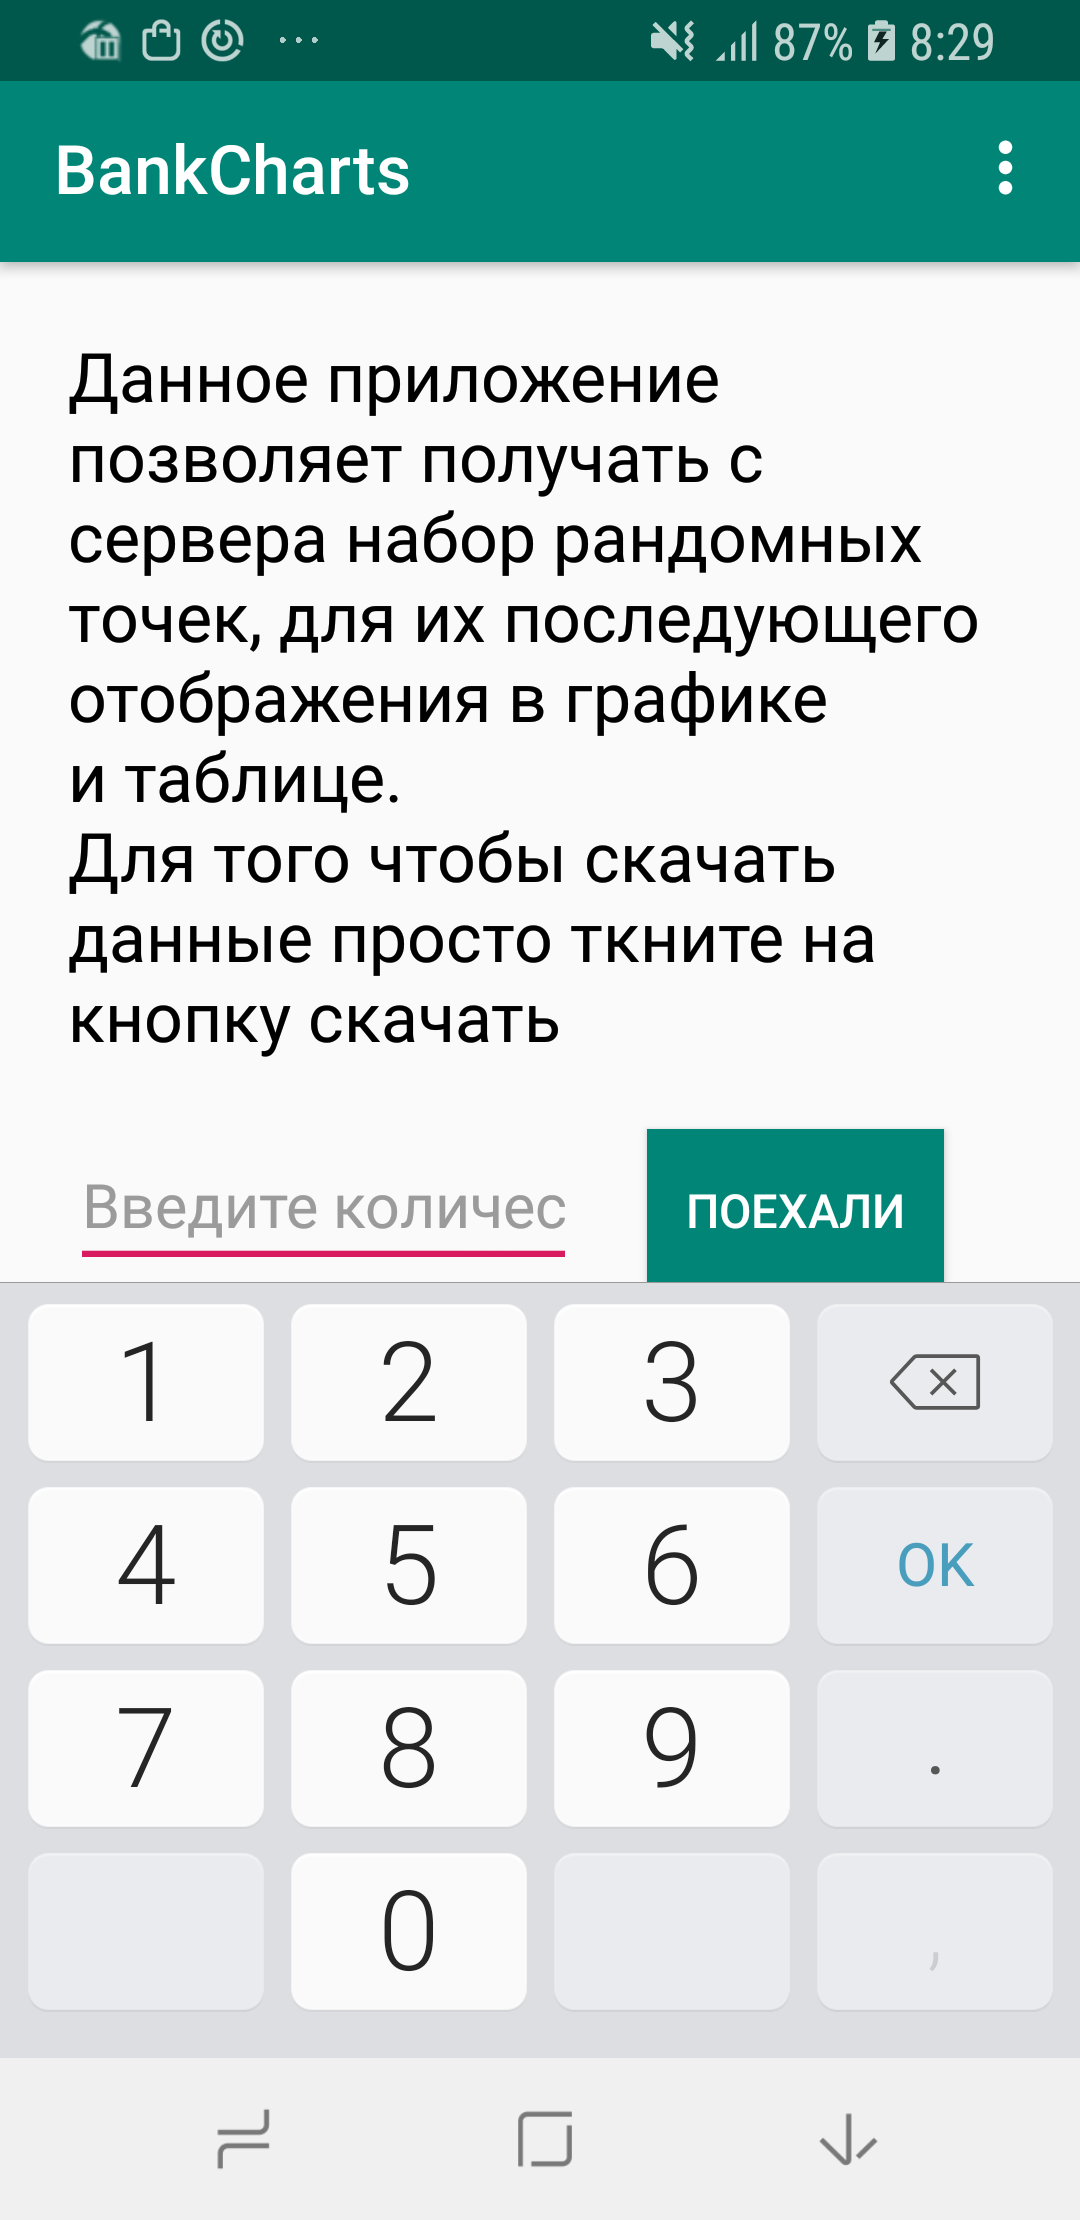 87% 8:29
BankCharts
Данное приложение
позволяет получать с
сервера набор рандомных
точек, для их последующего
отображения в графике
и таблице.
Для того чтобы скачать
данные просто ткните на
кнопку скачать
Введите количес ПОЕХАЛИ
1 2 3
4 5 6 OK
7 8 9 .
0 ,